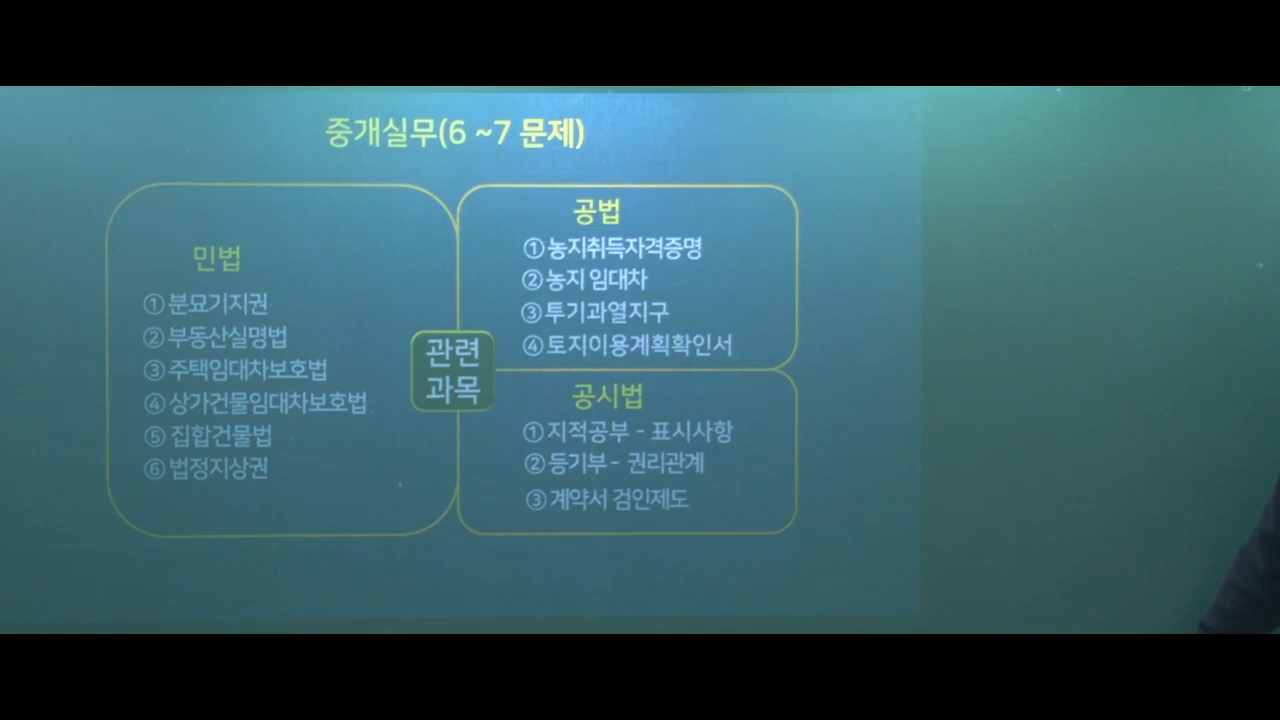 중개실무(6 ~7 문제)
민법
① 분묘기지권
② 부동산실명법
③ 주택임대차보호법
④ 상가건물임대차보호법
⑤ 집합건물법
⑥ 법정지상권
관련
과목
공법
① 농지취득자격증명
② 농지 임대차
③ 투기과열지구
④ 토지이용계획확인서
공시법
① 지적공부 - 표시사항
② 등기부 - 권리관계
③ 계약서 검인제도